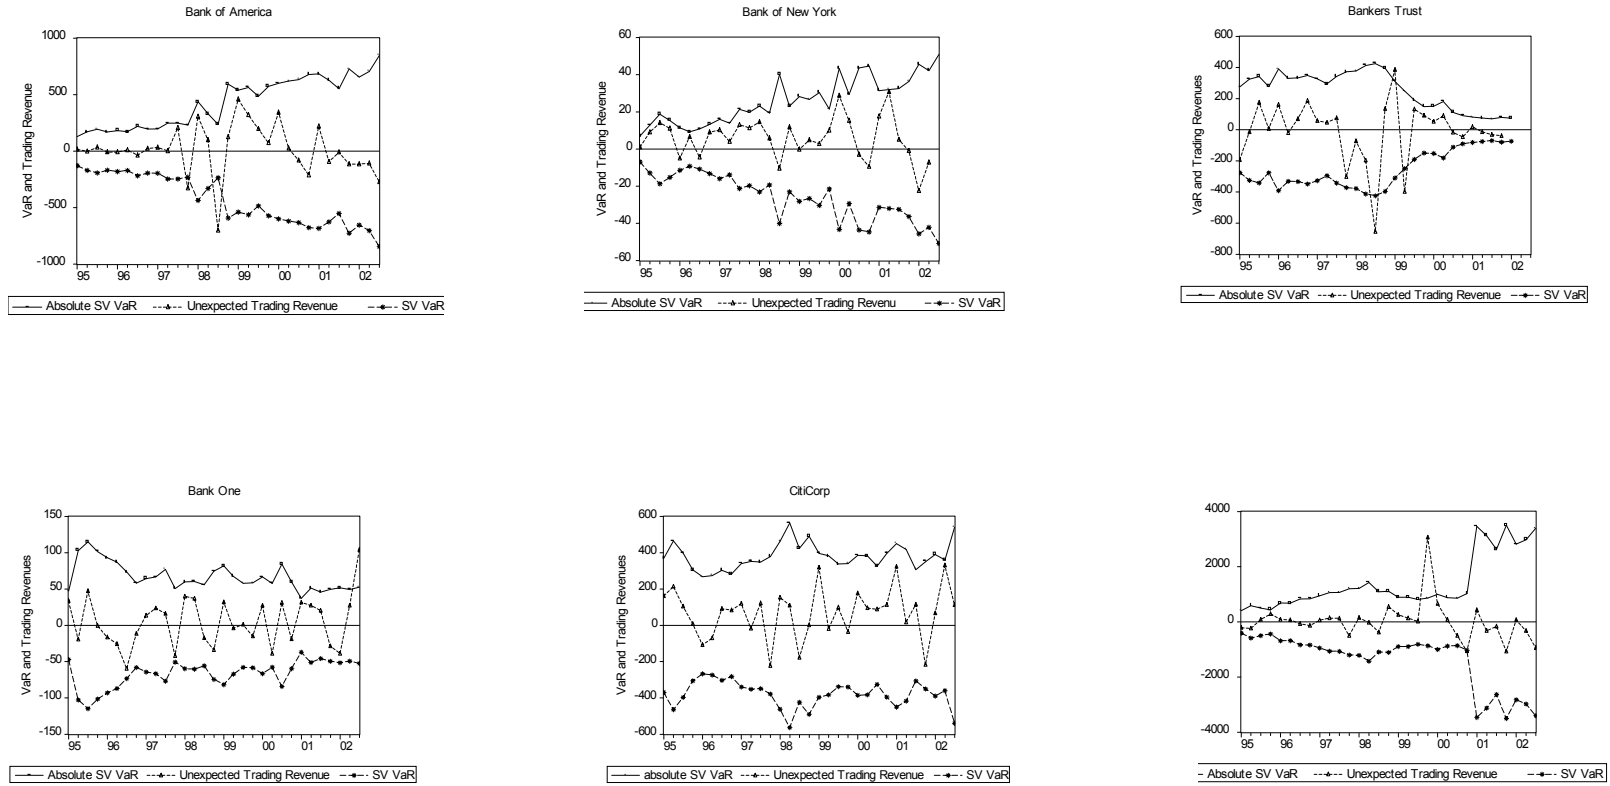 Bank of America
VaR and Trading Revenue
1000
500
0
-500
-1000
95 96 97 98 99 00 01 02
Absolute SV VaR Unexpected Trading Revenue SV VaR
Bank of New York
VaR and Trading Revenue
60
40
20
0
-20
-40
-60
95 96 97 98 99 00 01 02
Absolute SV VaR Unexpected Trading Revenu SV VaR
Bankers Trust
VaR and Trading Revenues
600
400
200
0
-200
-400
-600
-800
95 96 97 98 99 00 01 02
Absolute SV VaR Unexpected Trading Revenue SV VaR
Bank One
VaR and Trading Revenues
150
100
50
0
-50
-100
-150
95 96 97 98 99 00 01 02
Absolute SV VaR Unexpected Trading Revenue SV VaR
CitiCorp
VaR and Trading Revenues
600
400
200
0
-200
-400
-600
95 96 97 98 99 00 01 02
absolute SV VaR Unexpected Trading Revenue SV VaR
VaR and Trading Revenues
4000
2000
0
-2000
-4000
95 96 97 98 99 00 01 02
Absolute SV VaR Unexpected Trading Revenue SV VaR